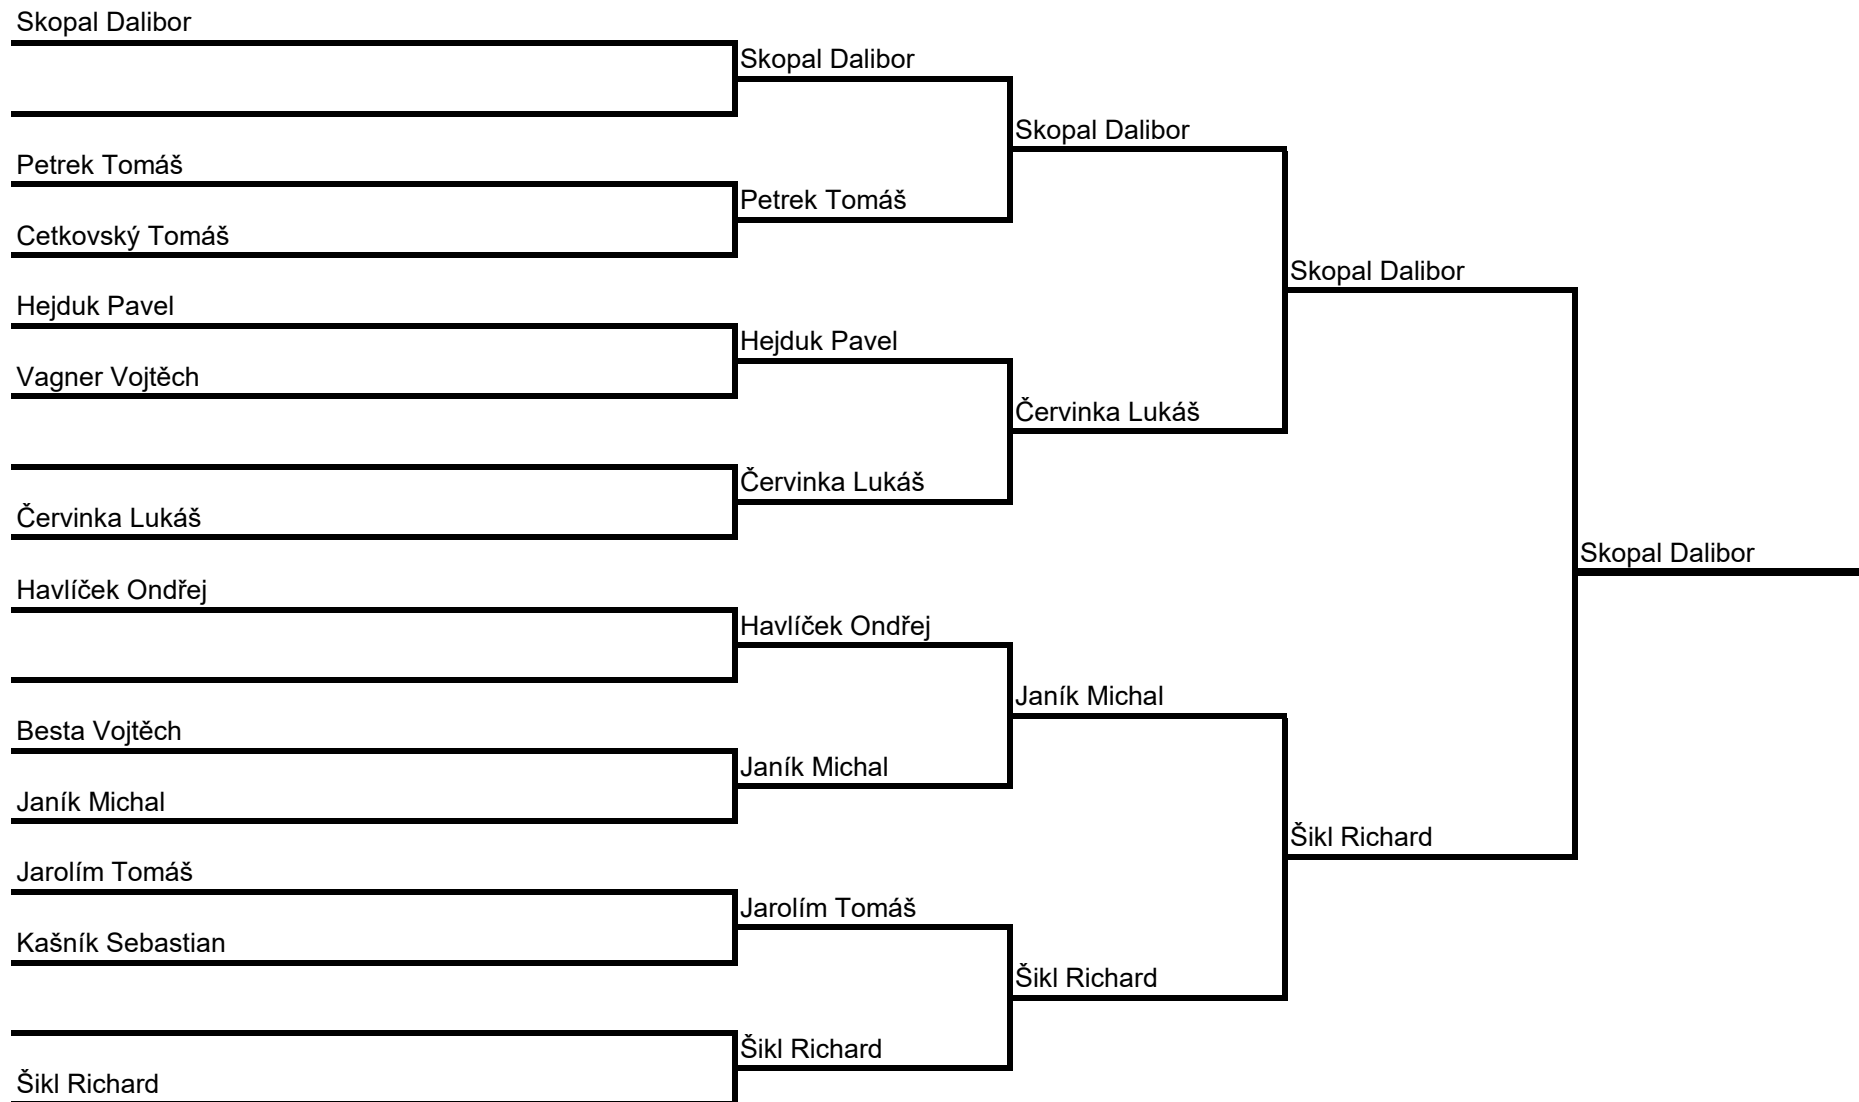 Skopal Dalibor
Skopal Dalibor
Skopal Dalibor
Petrek Tomáš
Petrek Tomáš
Cetkovský Tomáš
Skopal Dalibor
Hejduk Pavel
Hejduk Pavel
Vagner Vojtěch
Červinka Lukáš
Červinka Lukáš
Červinka Lukáš
Skopal Dalibor
Havlíček Ondřej
Havlíček Ondřej
Janík Michal
Besta Vojtěch
Janík Michal
Janík Michal
Šikl Richard
Jarolím Tomáš
Jarolím Tomáš
Kašník Sebastian
Šikl Richard
Šikl Richard
Šikl Richard